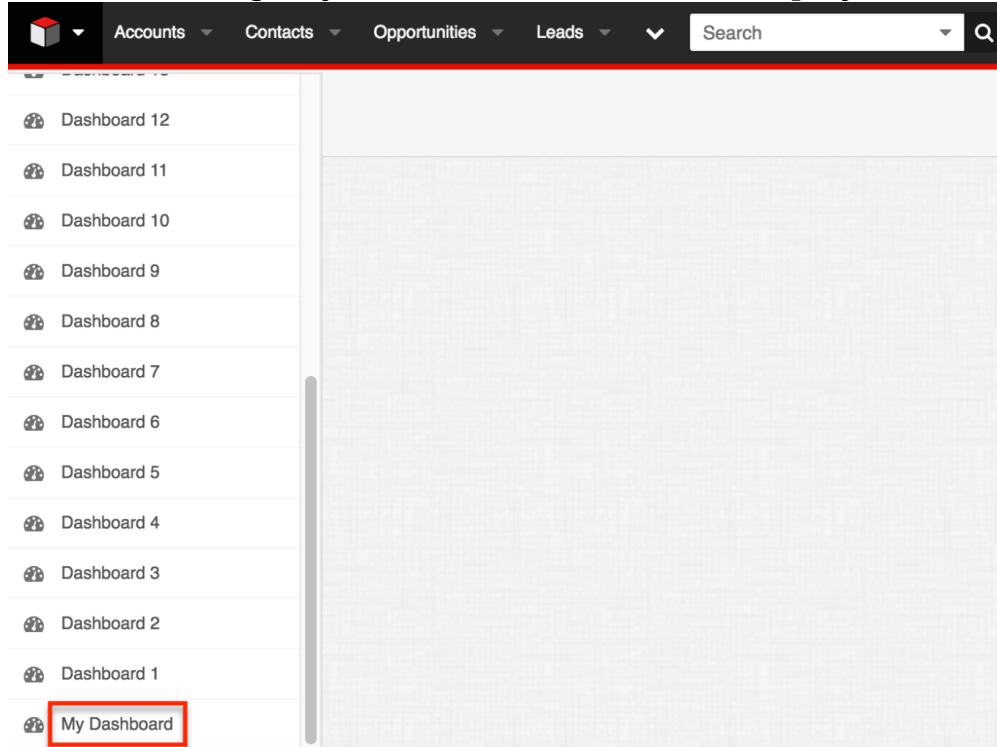 Accounts Contacts Opportunities Leads Search
Dashboard 12
Dashboard 11
Dashboard 10
Dashboard 9
Dashboard 8
Dashboard 7
Dashboard 6
Dashboard 5
Dashboard 4
Dashboard 3
Dashboard 2
Dashboard 1
My Dashboard